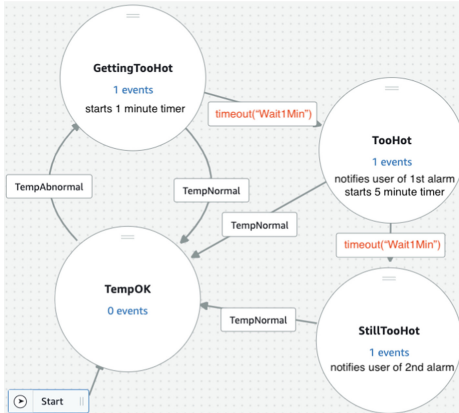 GettingTooHot
1 events
starts 1 minute timer
timeout("Wait1Min")
TooHot
1 events
notifies user of 1st alarm
starts 5 minute timer
TempAbnormal
TempNormal
TempNormal
timeout("Wait1Min")
TempOK
0 events
TempNormal
StillTooHot
1 events
notifies user of 2nd alarm
Start